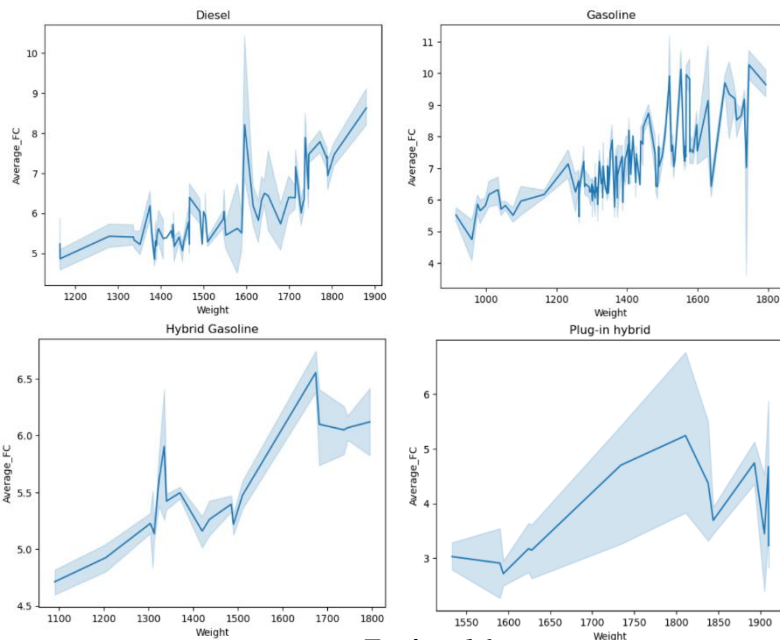 Diesel
Average_FC
10
9
8
7
6
5
1200 1300 1400 1500 1600 1700 1800 1900
Weight
Gasoline
Average_FC
11
10
9
8
7
6
5
4
1000 1200 1400 1600 1800
Weight
Hybrid Gasoline
Average_FC
6.5
6.0
5.5
5.0
4.5
1100 1200 1300 1400 1500 1600 1700 1800
Weight
Plug-in hybrid
Average_FC
6
5
4
3
1550 1600 1650 1700 1750 1800 1850 1900
Weight